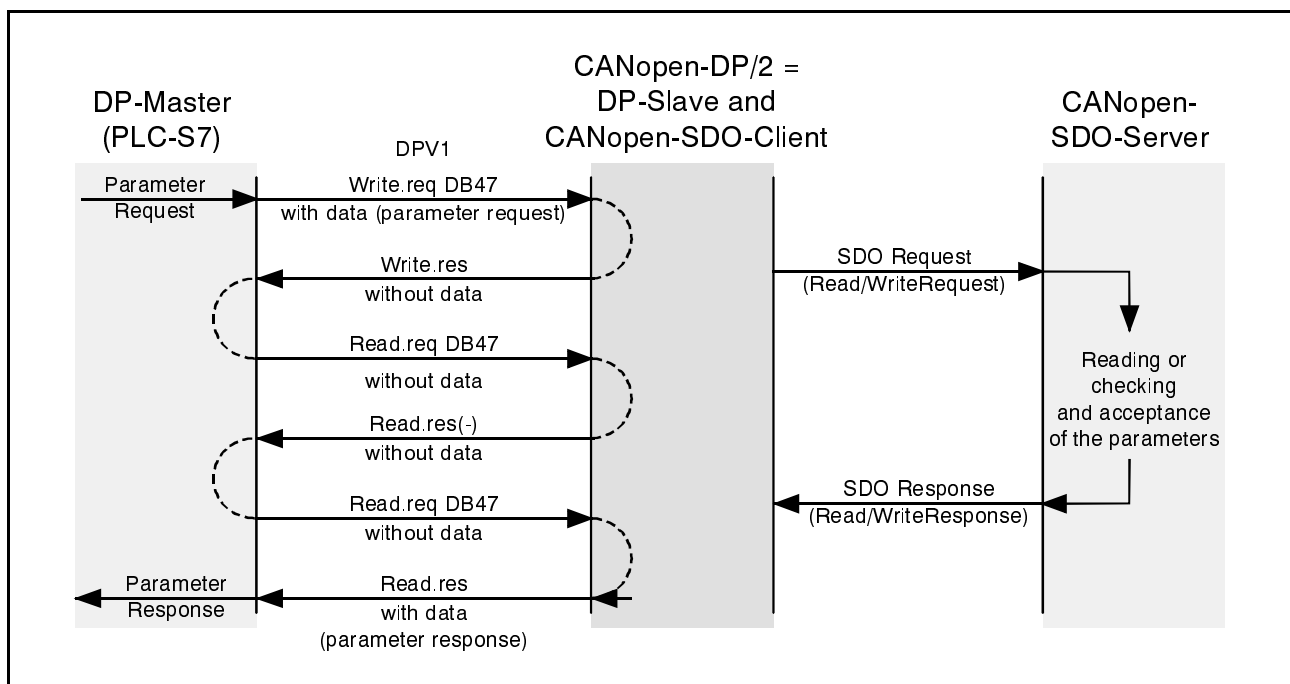 DP-Master
(PLC-S7)
DPV1
CANopen-DP/2 =
DP-Slave and
CANopen-SDO-Client
CANopen-
SDO-Server
Parameter
Request
Write.req DB47
with data (parameter request)
Write.res
without data
SDO Request
(Read/WriteRequest)
Read.req DB47
without data
Reading or
checking
and acceptance
of the parameters
Read.res(-)
without data
Read.req DB47
without data
SDO Response
(Read/WriteResponse)
Parameter
Response
Read.res
with data
(parameter response)